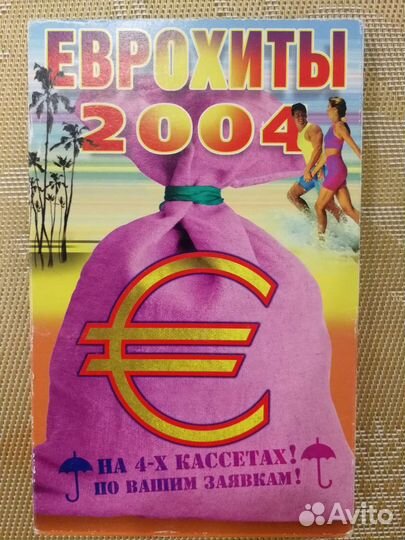 ЕВРОХИТЫ
2004
€
НА 4-Х КАССЕТАХ!
ПО ВАШИМ ЗАЯВКАМ!
Avito